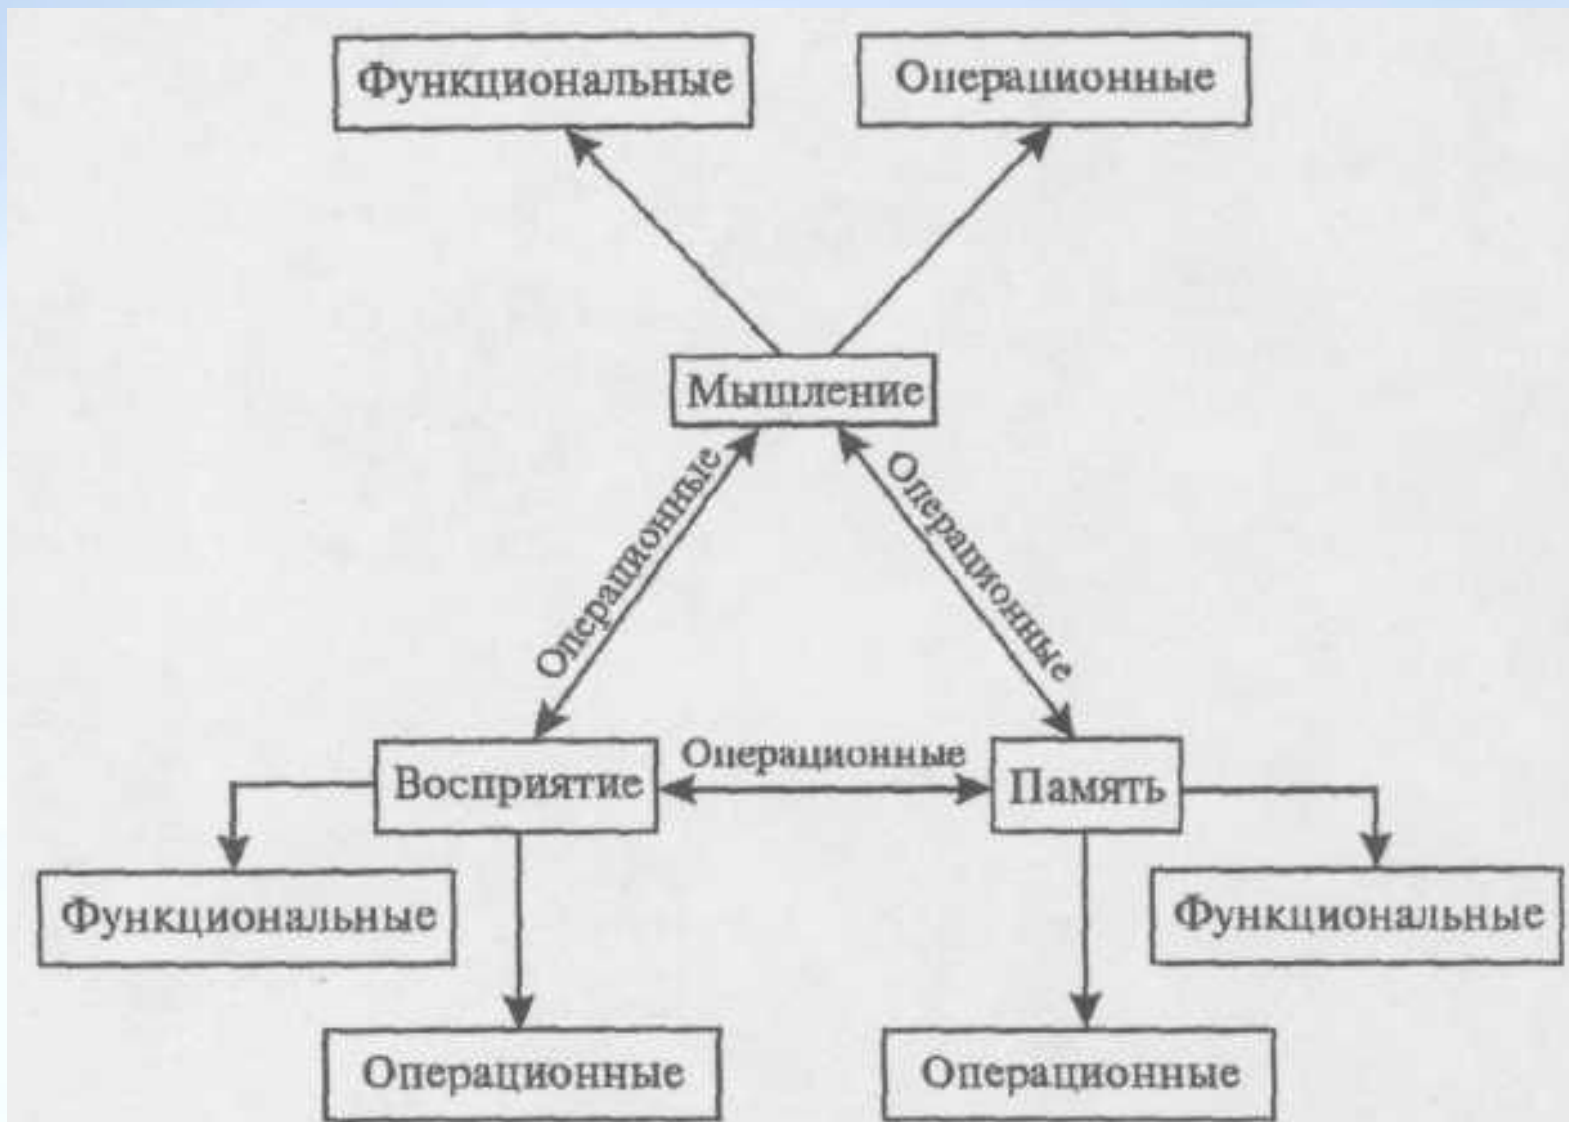 Функциональные
Операционные
Мышление
Операционные
Операционные
Восприятие
Операционные
Память
Функциональные
Функциональные
Операционные
Операционные